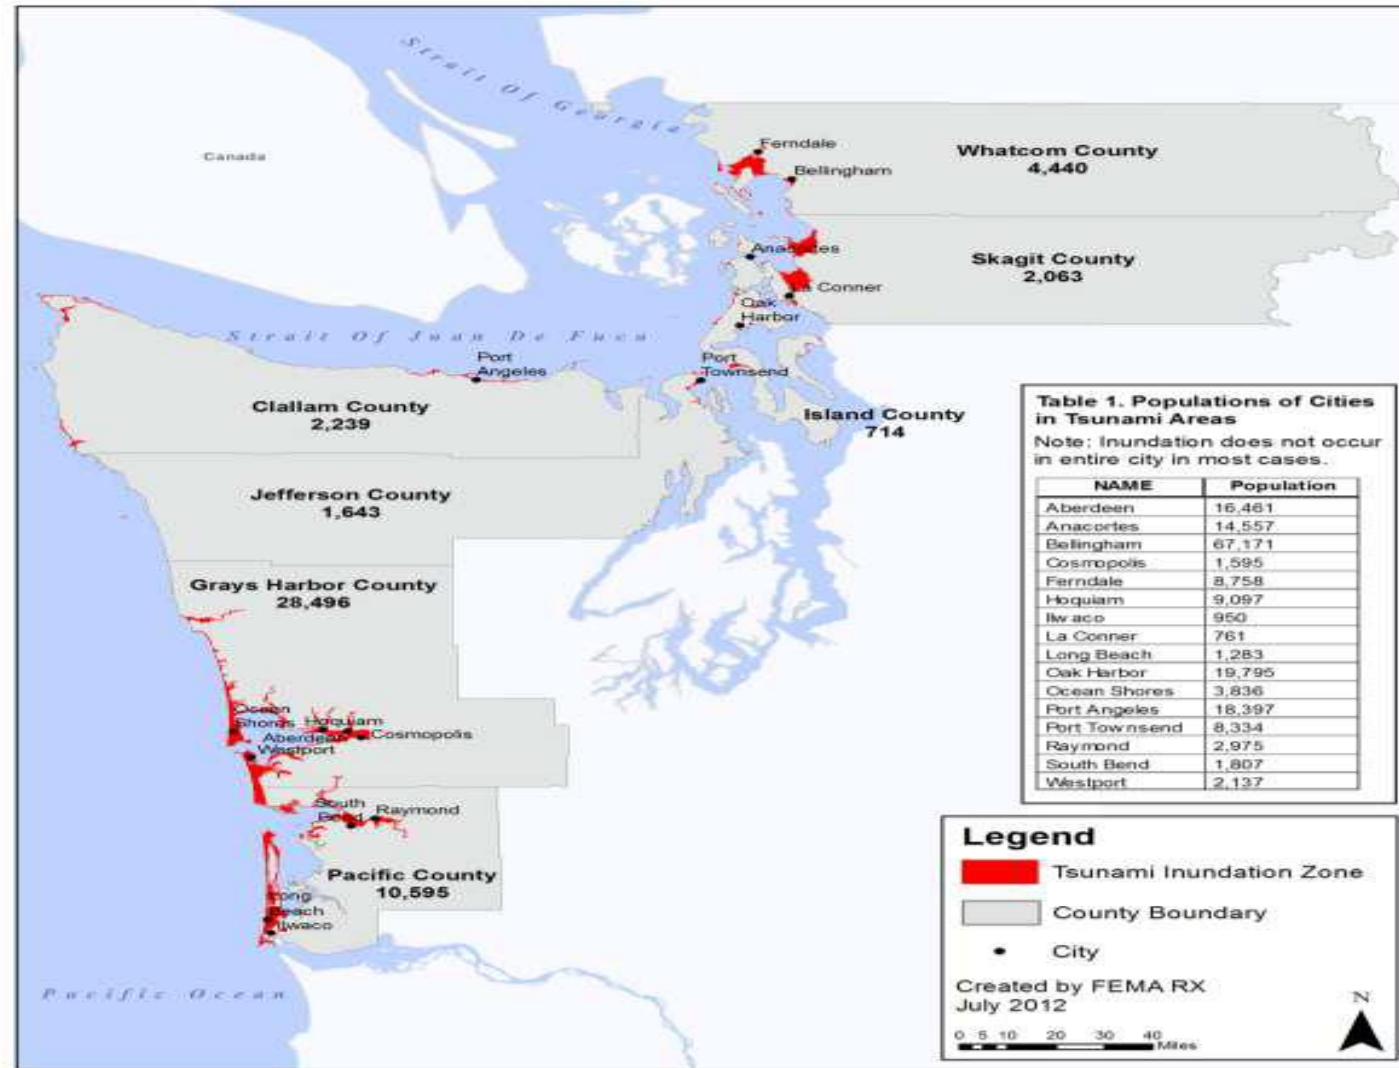 Strait Of Georgia
Canada
Ferndale
Whatcom County
4,440
Bellingham
Anacortes
Skagit County
2,063
La Conner
Oak
Harbor
Strait Of Juan De Fuca
Port
Angeles
Port
Townsend
Clallam County
2,239
Island County
714
Jefferson County
1,643
Grays Harbor County
28,496
Ocean
Shores
Hoquiam
Aberdeen
Cosmopolis
Westport
South
Bend
Raymond
Pacific County
10,595
Long
Beach
Ilwaco
Pacific Ocean
Table 1. Populations of Cities
in Tsunami Areas
Note: Inundation does not occur
in entire city in most cases.
NAME Population
Aberdeen 16,461
Anacortes 14,557
Bellingham 67,171
Cosmopolis 1,595
Ferndale 8,758
Hoquiam 9,097
Ilwaco 950
La Conner 761
Long Beach 1,283
Oak Harbor 19,795
Ocean Shores 3,836
Port Angeles 18,397
Port Townsend 8,334
Raymond 2,975
South Bend 1,807
Westport 2,137
Legend
Tsunami Inundation Zone
County Boundary
City
Created by FEMA RX
July 2012
N
0 5 10 20 30 40
Miles